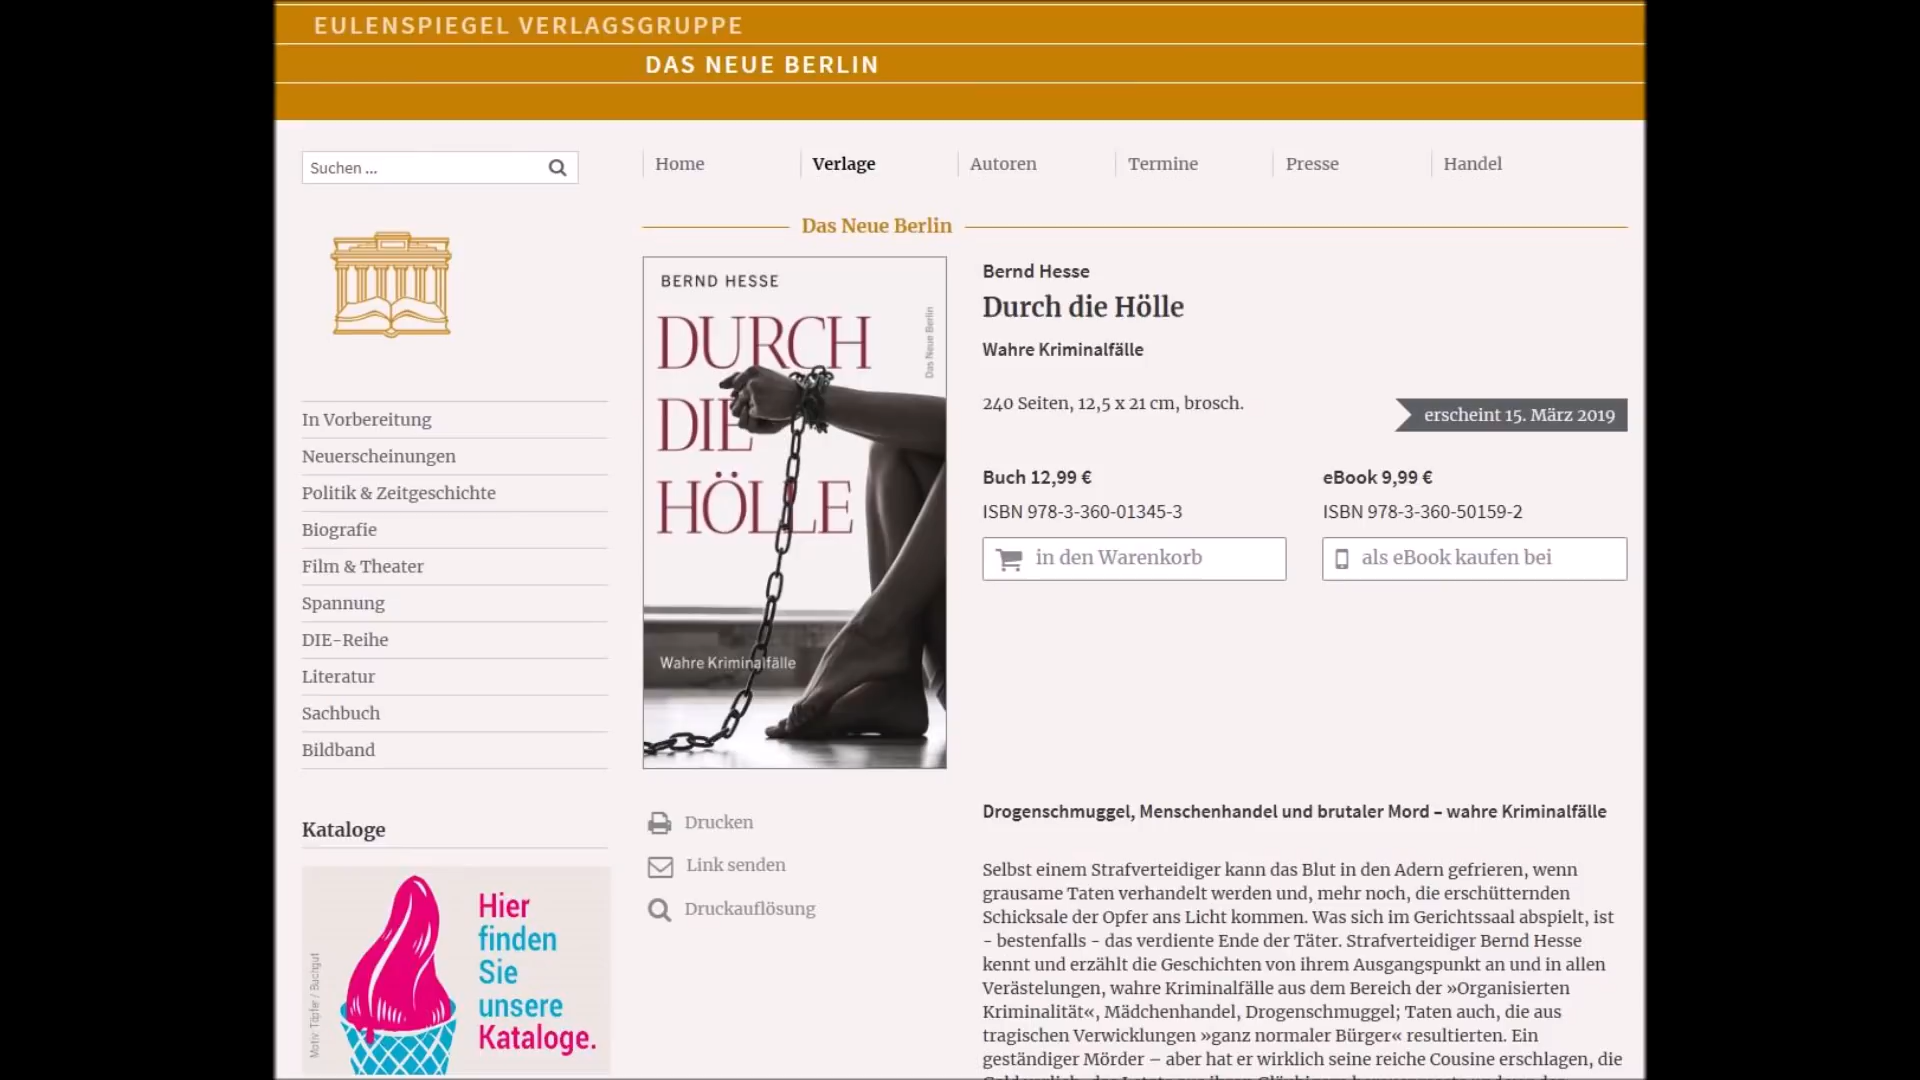 EULENSPIEGEL VERLAGSGRUPPE
DAS NEUE BERLIN
Suchen ...
Home
Verlage
Autoren
Termine
Presse
Handel
Das Neue Berlin
In Vorbereitung
Neuerscheinungen
Politik & Zeitgeschichte
Biografie
Film & Theater
Spannung
DIE-Reihe
Literatur
Sachbuch
Bildband
Kataloge
Motiv Töpfer / Buchgut
Hier
finden
Sie
unsere
Kataloge.
BERND HESSE
DURCH
DIE
HÖLLE
Das Neue Berlin
Wahre Kriminalfälle
Drucken
Link senden
Druckauflösung
Bernd Hesse
Durch die Hölle
Wahre Kriminalfälle
240 Seiten, 12,5 x 21 cm, brosch.
erscheint 15. März 2019
Buch 12,99 €
ISBN 978-3-360-01345-3
in den Warenkorb
eBook 9,99 €
ISBN 978-3-360-50159-2
als eBook kaufen bei
Drogenschmuggel, Menschenhandel und brutaler Mord – wahre Kriminalfälle
Selbst einem Strafverteidiger kann das Blut in den Adern gefrieren, wenn
grausame Taten verhandelt werden und, mehr noch, die erschütternden
Schicksale der Opfer ans Licht kommen. Was sich im Gerichtssaal abspielt, ist
- bestenfalls - das verdiente Ende der Täter. Strafverteidiger Bernd Hesse
kennt und erzählt die Geschichten von ihrem Ausgangspunkt an und in allen
Verästelungen, wahre Kriminalfälle aus dem Bereich der »Organisierten
Kriminalität«, Mädchenhandel, Drogenschmuggel; Taten auch, die aus
tragischen Verwicklungen »ganz normaler Bürger« resultierten. Ein
geständiger Mörder – aber hat er wirklich seine reiche Cousine erschlagen, die